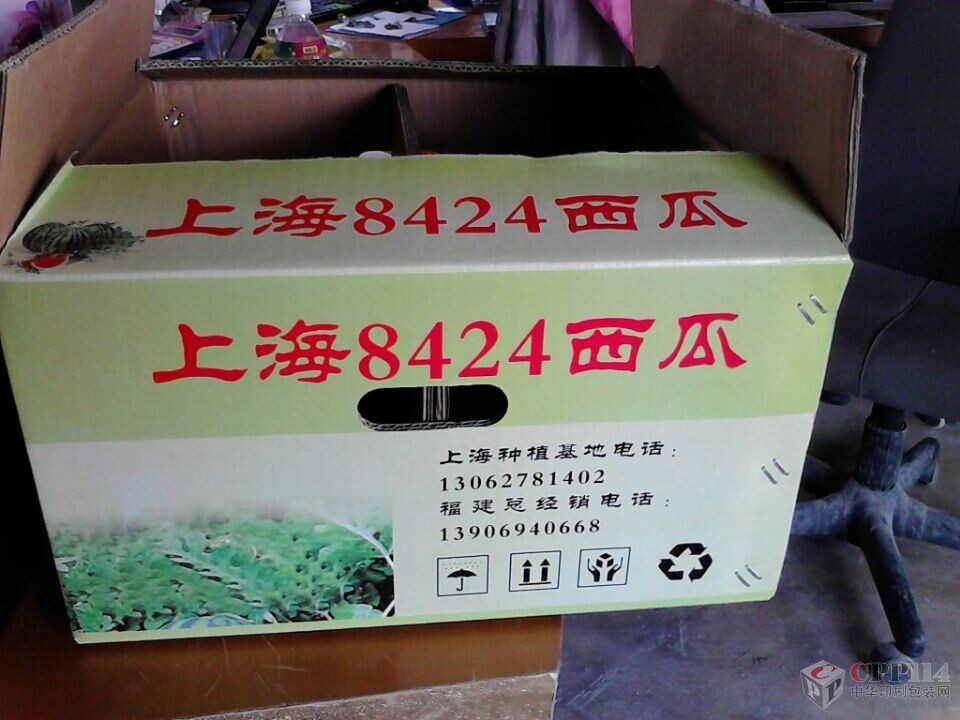 上海8424西瓜
上海8424西瓜
上海种植基地电话：
13062781402
福建总经销电话：
13906940668
CPP114
中华印刷包装网